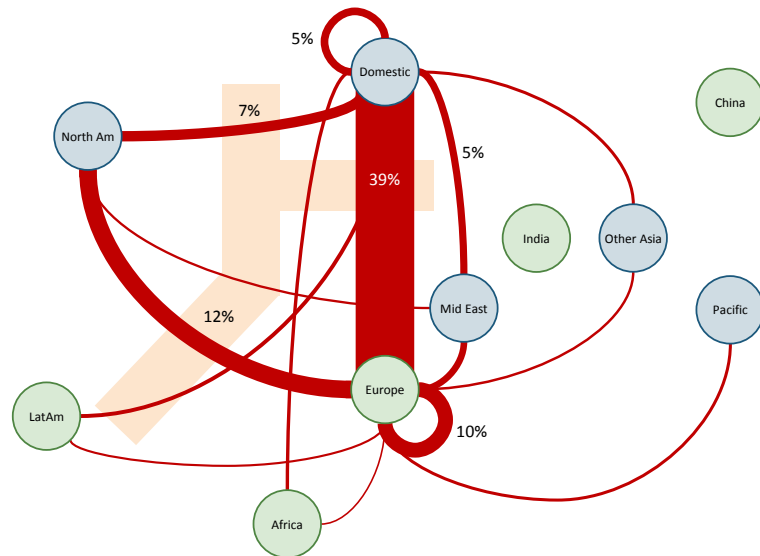 5%
Domestic
China
7%
North Am
5%
39%
India
Other Asia
Mid East
Pacific
12%
Europe
LatAm
10%
Africa